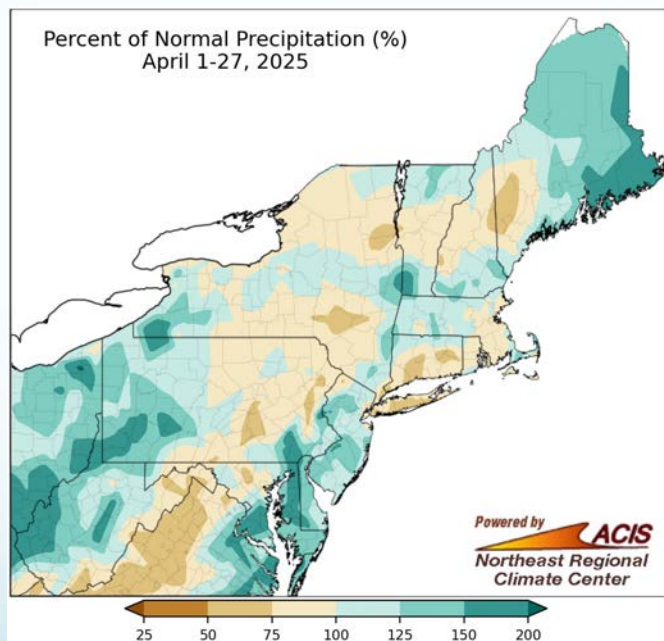 Percent of Normal Precipitation (%)
April 1-27, 2025
Powered by
ACIS
Northeast Regional
Climate Center
25 50 75 100 125 150 200